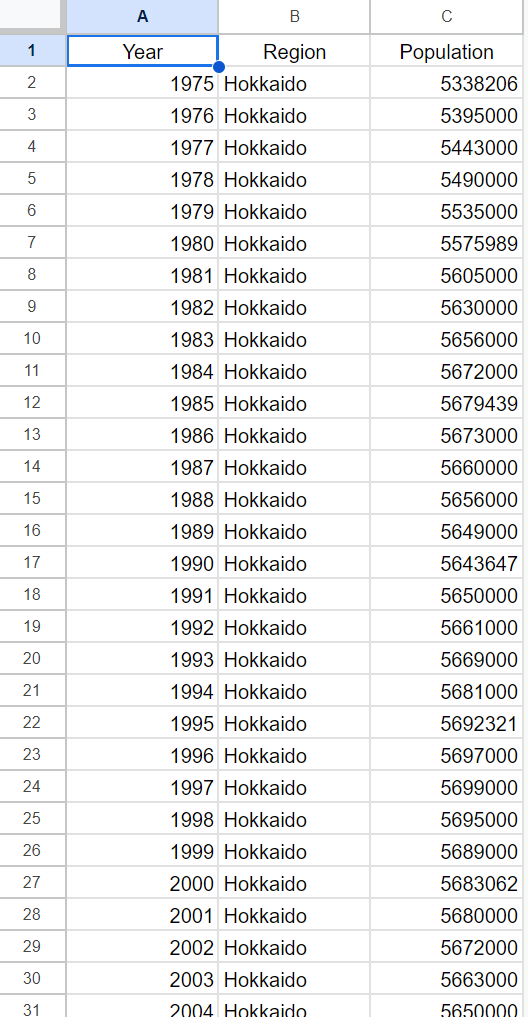 A B C
1 Year Region Population
2 1975 Hokkaido 5338206
3 1976 Hokkaido 5395000
4 1977 Hokkaido 5443000
5 1978 Hokkaido 5490000
6 1979 Hokkaido 5535000
7 1980 Hokkaido 5575989
8 1981 Hokkaido 5605000
9 1982 Hokkaido 5630000
10 1983 Hokkaido 5656000
11 1984 Hokkaido 5672000
12 1985 Hokkaido 5679439
13 1986 Hokkaido 5673000
14 1987 Hokkaido 5660000
15 1988 Hokkaido 5656000
16 1989 Hokkaido 5649000
17 1990 Hokkaido 5643647
18 1991 Hokkaido 5650000
19 1992 Hokkaido 5661000
20 1993 Hokkaido 5669000
21 1994 Hokkaido 5681000
22 1995 Hokkaido 5692321
23 1996 Hokkaido 5697000
24 1997 Hokkaido 5699000
25 1998 Hokkaido 5695000
26 1999 Hokkaido 5689000
27 2000 Hokkaido 5683062
28 2001 Hokkaido 5680000
29 2002 Hokkaido 5672000
30 2003 Hokkaido 5663000
31 2004 Hokkaido 5650000